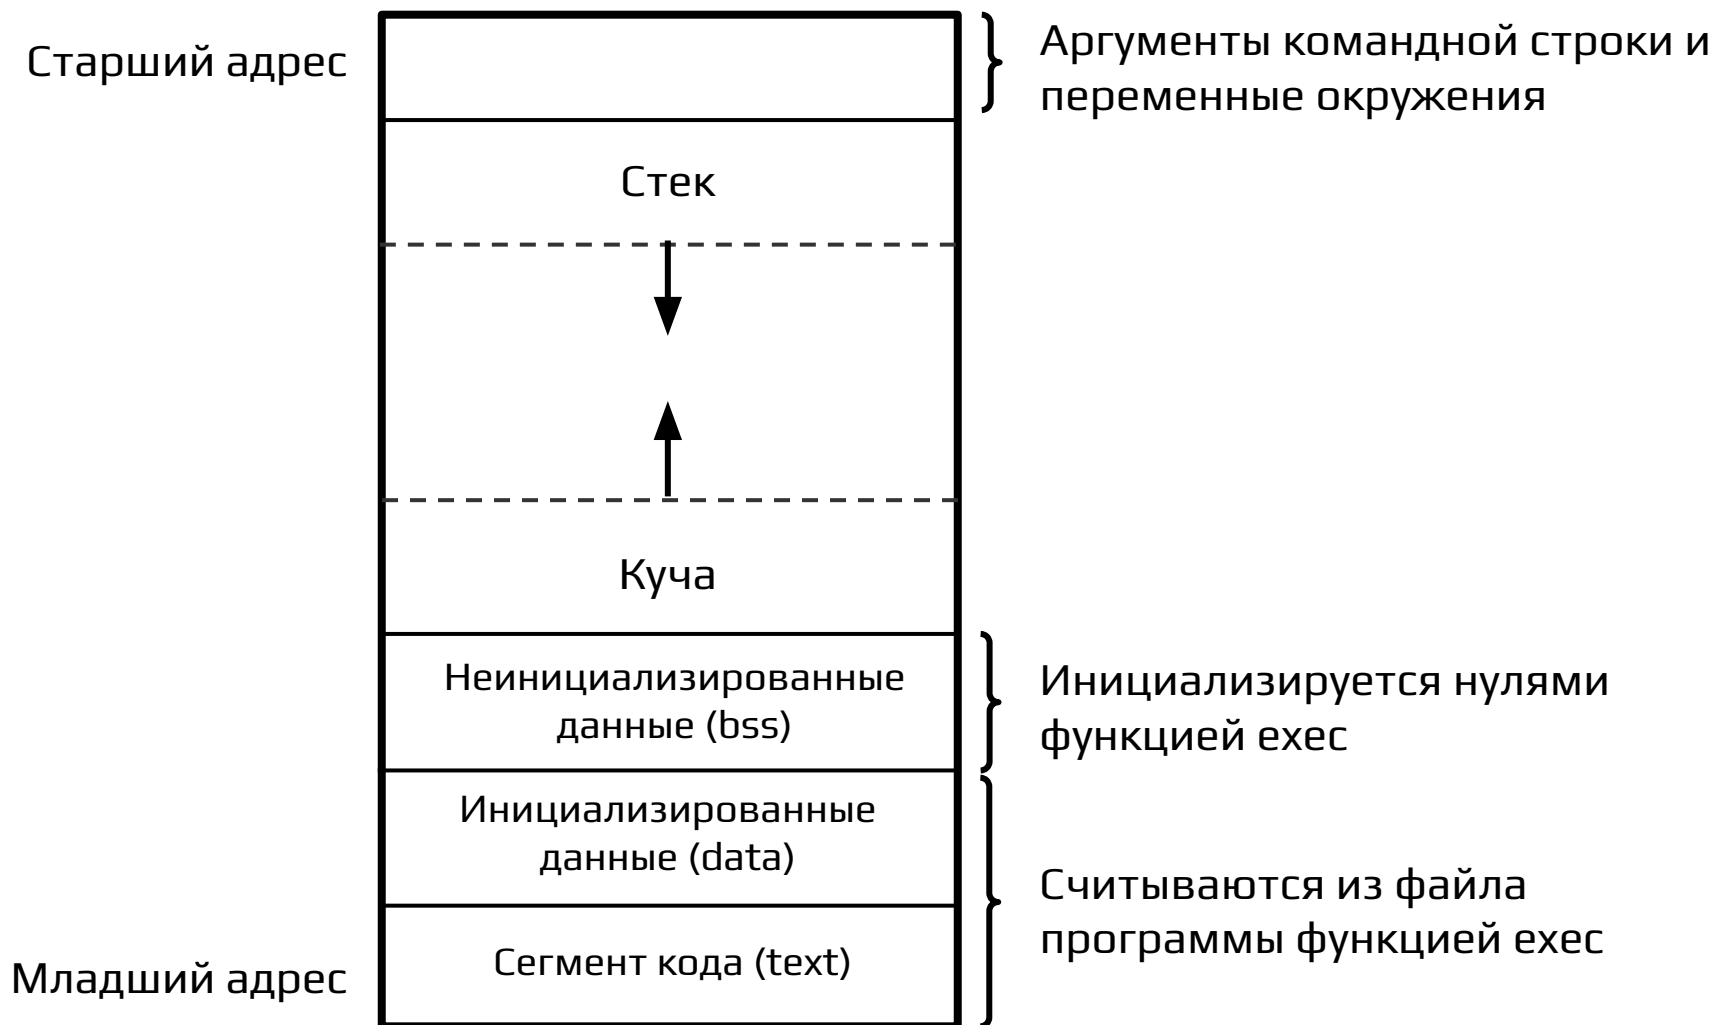 Старший адрес
Аргументы командной строки и
переменные окружения
Стек
Куча
Неинициализированные
данные (bss)
Инициализируется нулями
функцией exec
Инициализированные
данные (data)
Считываются из файла
программы функцией exec
Сегмент кода (text)
Младший адрес